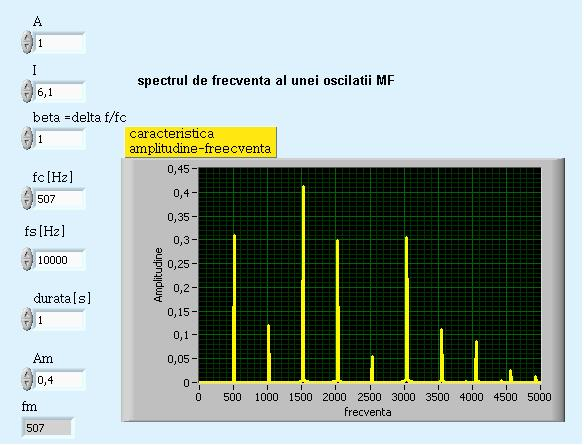 A
1
I
6,1
spectrul de frecventa al unei oscilatii MF
beta =delta f/fc
1
caracteristica
amplitudine-freecventa
fc[Hz]
507
fs[Hz]
10000
durata[s]
1
Am
0,4
fm
507
0,45
0,4
0,35
0,3
0,25
0,2
0,15
0,1
0,05
0
Amplitudine
0 500 1000 1500 2000 2500 3000 3500 4000 4500 5000
frecventa